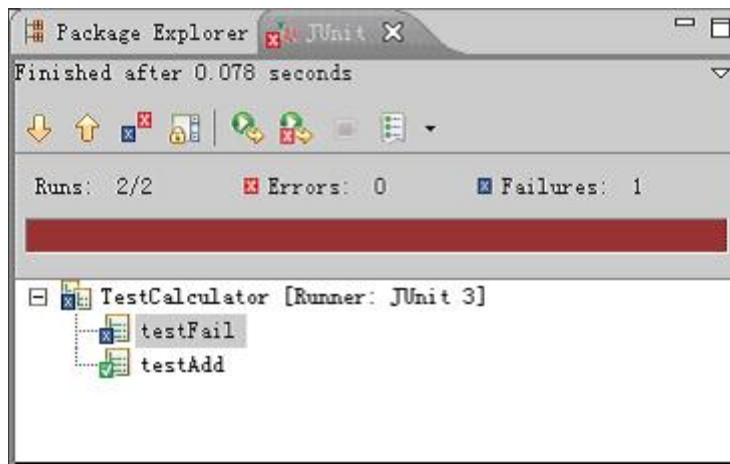 Package Explorer JUnit
Finished after 0.078 seconds
Runs: 2/2 Errors: 0 Failures: 1
TestCalculator [Runner: JUnit 3]
testFail
testAdd